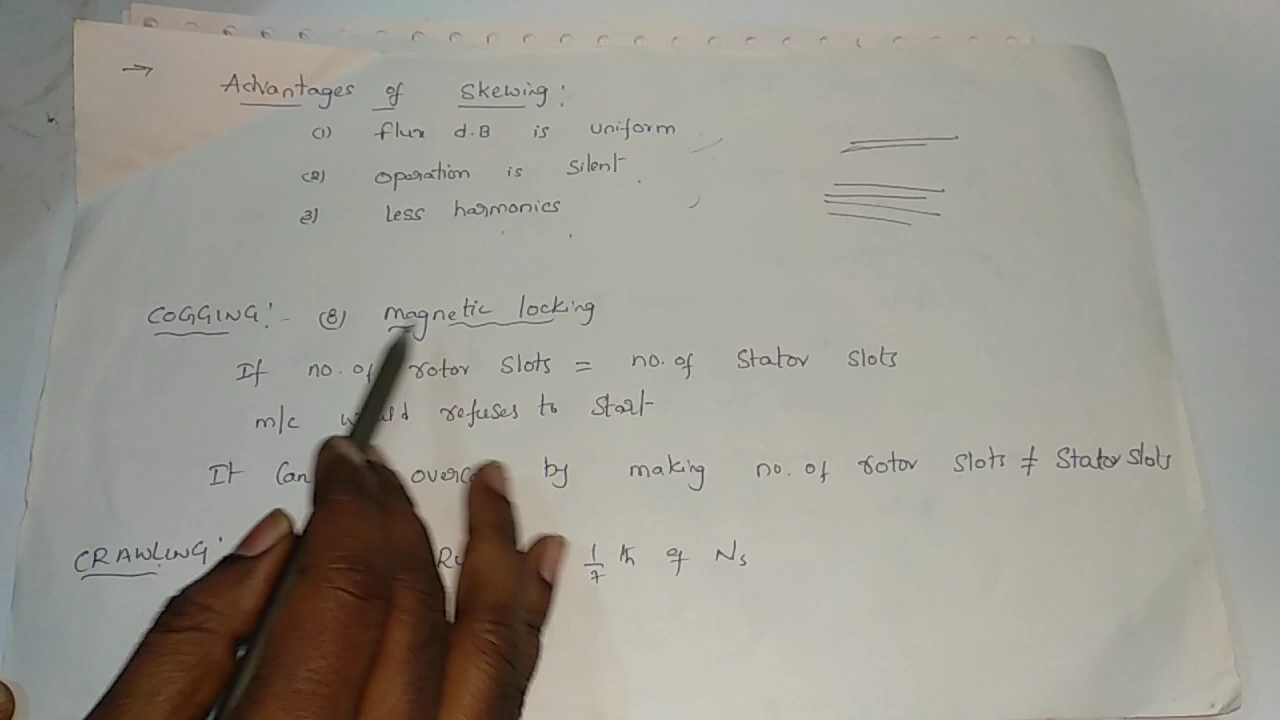 → Advantages of Skewing:
(1) flux d.B is uniform
(2) operation is silent.
3) less harmonics
COGGING:- (8) magnetic locking
If no. of rotor slots = no. of stator slots
m/c refuses to start
It can by making no. of rotor slots ≠ stator slots
CRAWLING: 1/7 th of Ns